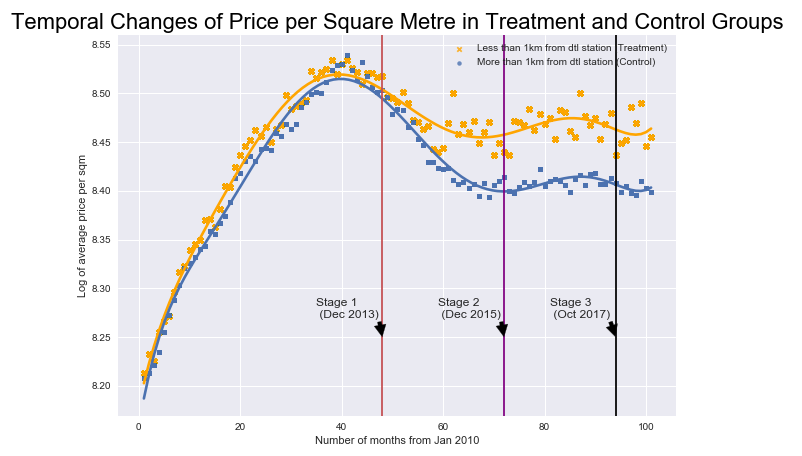 Temporal Changes of Price per Square Metre in Treatment and Control Groups
Less than 1km from dtl station (Treatment)
More than 1km from dtl station (Control)
8.55
8.50
8.45
8.40
8.35
8.30
8.25
8.20
Log of average price per sqm
Stage 1
(Dec 2013)
Stage 2
(Dec 2015)
Stage 3
(Oct 2017)
0
20
40
60
80
100
Number of months from Jan 2010